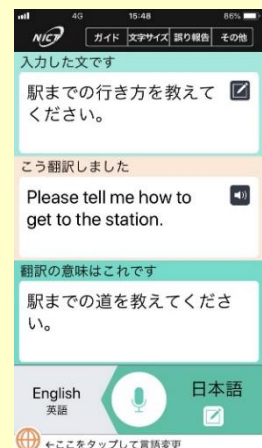 4G 15:48 86%
NICT ガイド 文字サイズ 誤り報告 その他
入力した文です
駅までの行き方を教えて
ください。
こう翻訳しました
Please tell me how to
get to the station.
翻訳の意味はこれです
駅までの道を教えてくださ
い。
English 日本語
英語
←ここをタップして言語変更